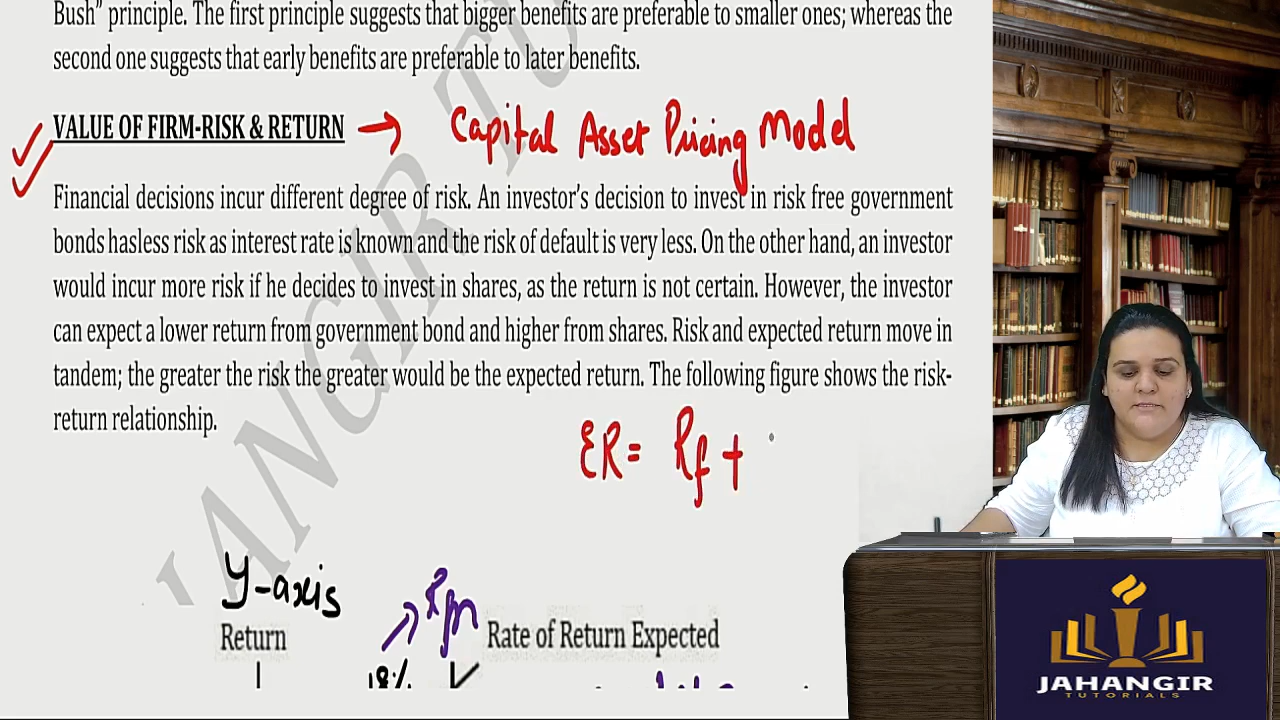 Bush” principle. The first principle suggests that bigger benefits are preferable to smaller ones; whereas the
second one suggests that early benefits are preferable to later benefits.
VALUE OF FIRM-RISK & RETURN → Capital Asset Pricing Model
Financial decisions incur different degree of risk. An investor’s decision to invest in risk free government
bonds hasless risk as interest rate is known and the risk of default is very less. On the other hand, an investor
would incur more risk if he decides to invest in shares, as the return is not certain. However, the investor
can expect a lower return from government bond and higher from shares. Risk and expected return move in
tandem; the greater the risk the greater would be the expected return. The following figure shows the risk-
return relationship.
ER= Rf +
Y-axis
Rm
Return
Rate of Return Expected
18%
JAHANGIR
TUTORIALS